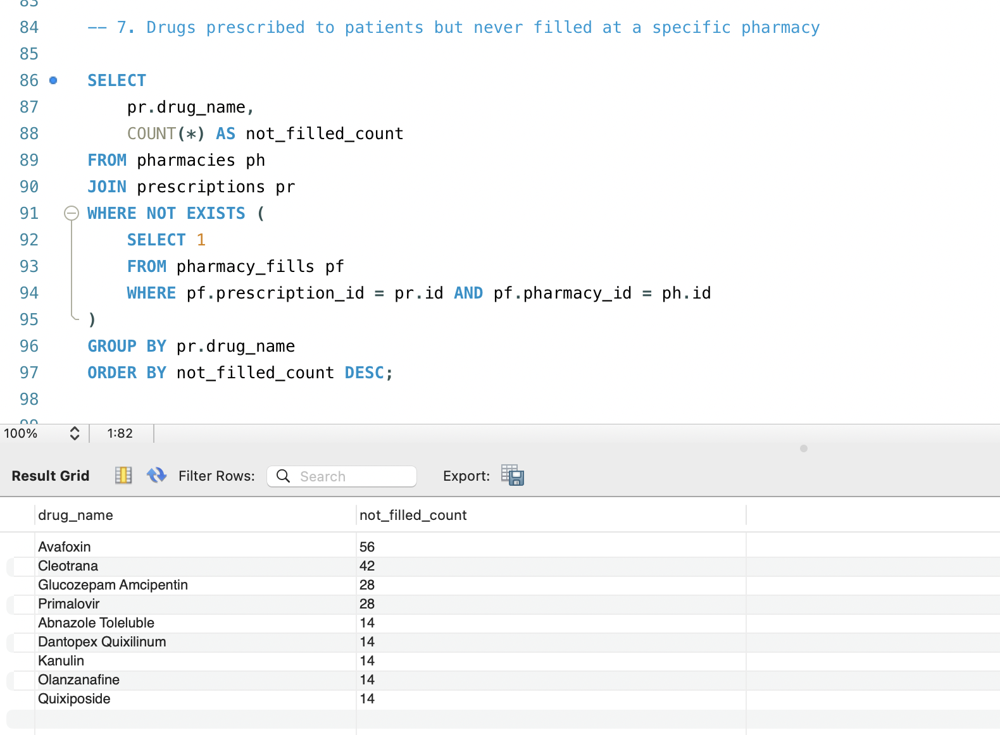 83
84 -- 7. Drugs prescribed to patients but never filled at a specific pharmacy
85
86 SELECT
87 pr.drug_name,
88 COUNT(*) AS not_filled_count
89 FROM pharmacies ph
90 JOIN prescriptions pr
91 WHERE NOT EXISTS (
92 SELECT 1
93 FROM pharmacy_fills pf
94 WHERE pf.prescription_id = pr.id AND pf.pharmacy_id = ph.id
95 )
96 GROUP BY pr.drug_name
97 ORDER BY not_filled_count DESC;
98
99
100% 1:82
Result Grid Filter Rows: Search Export:
drug_name not_filled_count
Avafoxin 56
Cleotrana 42
Glucozepam Amcipentin 28
Primalovir 28
Abnazole Toleluble 14
Dantopex Quixilinum 14
Kanulin 14
Olanzanafine 14
Quixiposide 14